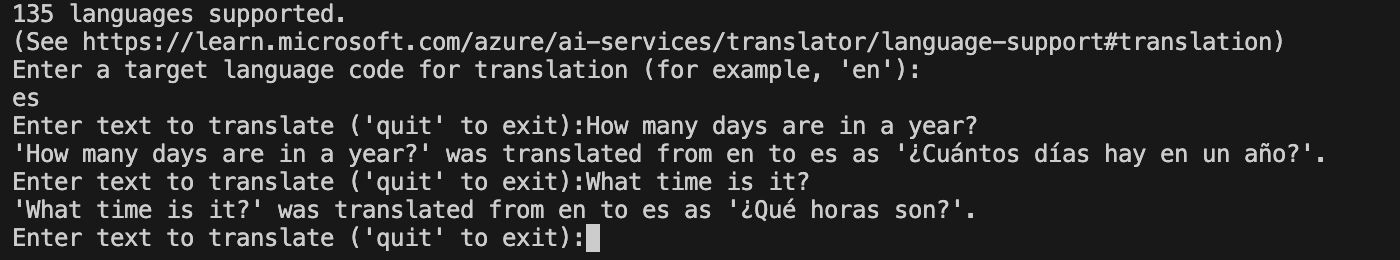 135 languages supported.
(See https://learn.microsoft.com/azure/ai-services/translator/language-support#translation)
Enter a target language code for translation (for example, 'en'):
es
Enter text to translate ('quit' to exit):How many days are in a year?
'How many days are in a year?' was translated from en to es as '¿Cuántos días hay en un año?'.
Enter text to translate ('quit' to exit):What time is it?
'What time is it?' was translated from en to es as '¿Qué horas son?'.
Enter text to translate ('quit' to exit):